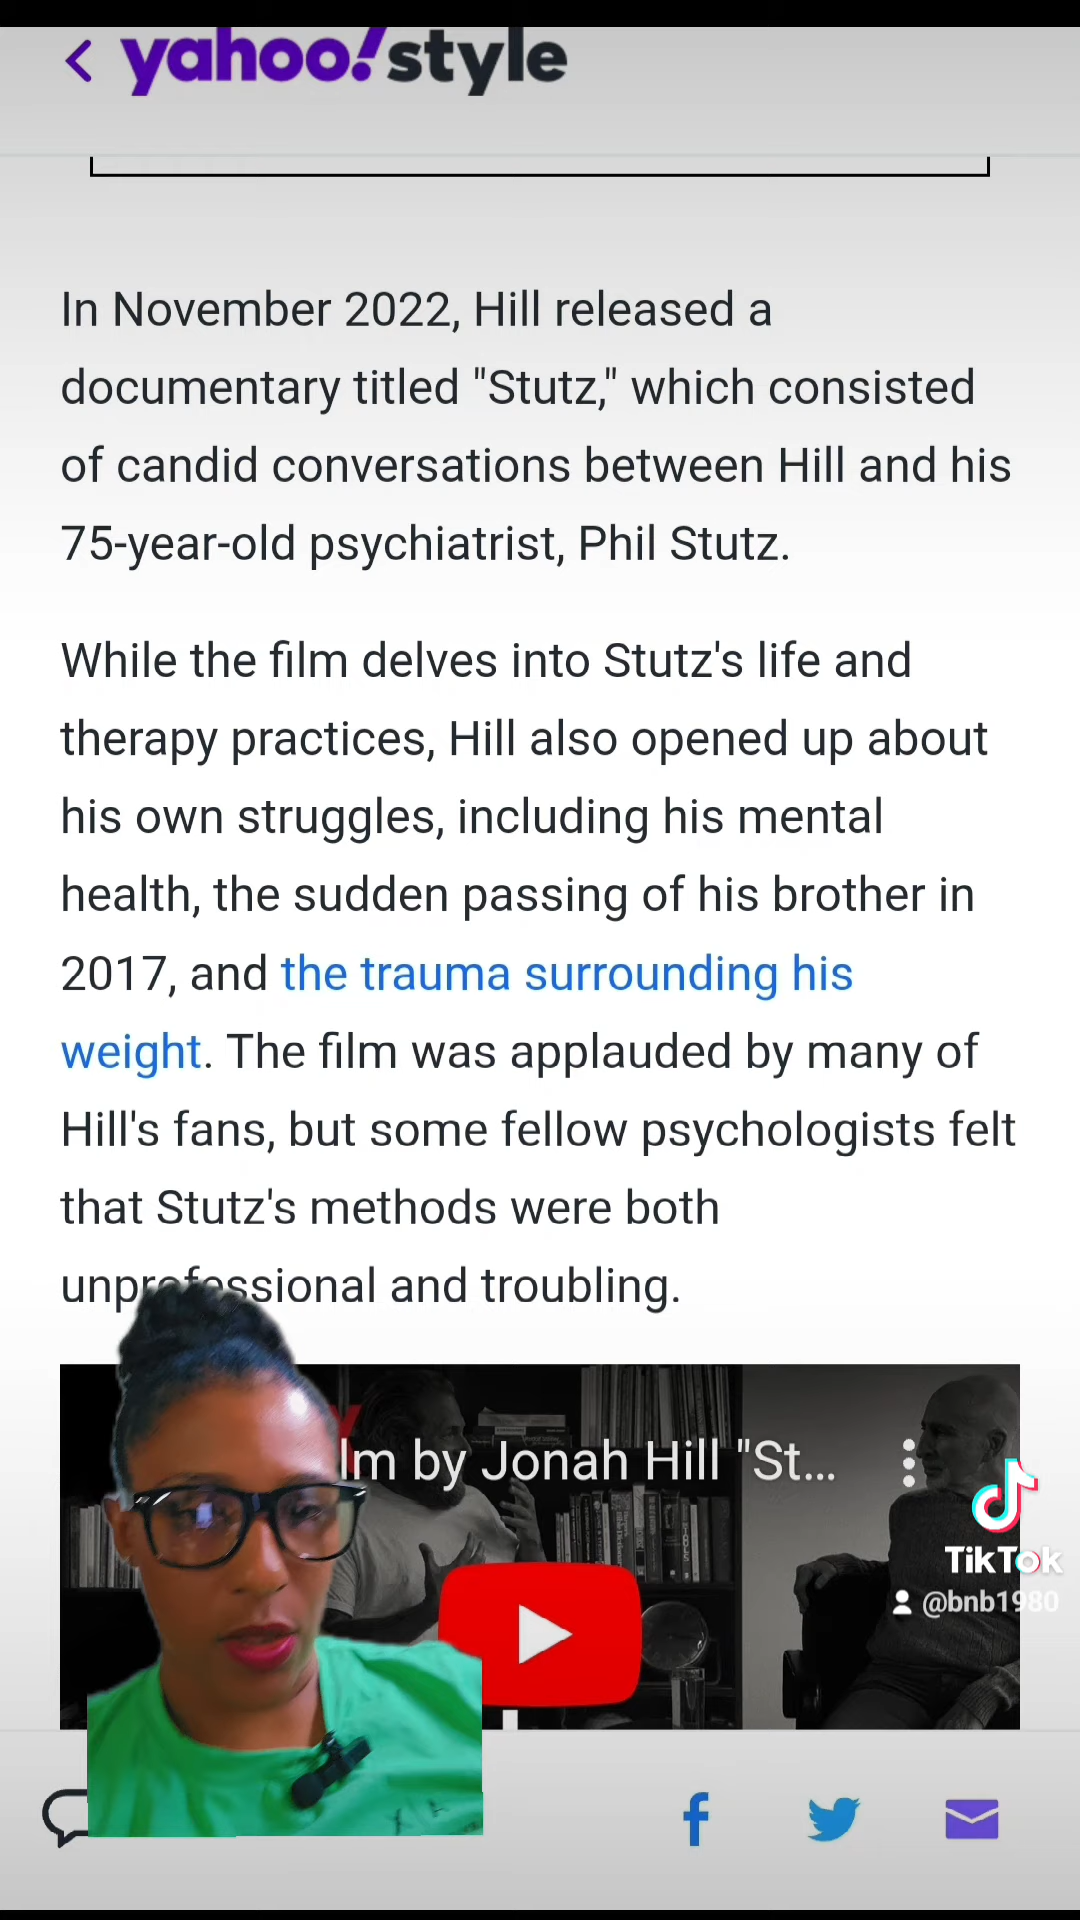 yahoo!style
In November 2022, Hill released a
documentary titled "Stutz," which consisted
of candid conversations between Hill and his
75-year-old psychiatrist, Phil Stutz.
While the film delves into Stutz's life and
therapy practices, Hill also opened up about
his own struggles, including his mental
health, the sudden passing of his brother in
2017, and the trauma surrounding his
weight. The film was applauded by many of
Hill's fans, but some fellow psychologists felt
that Stutz's methods were both
unprofessional and troubling.
lm by Jonah Hill "St...
TikTok
@bnb1980